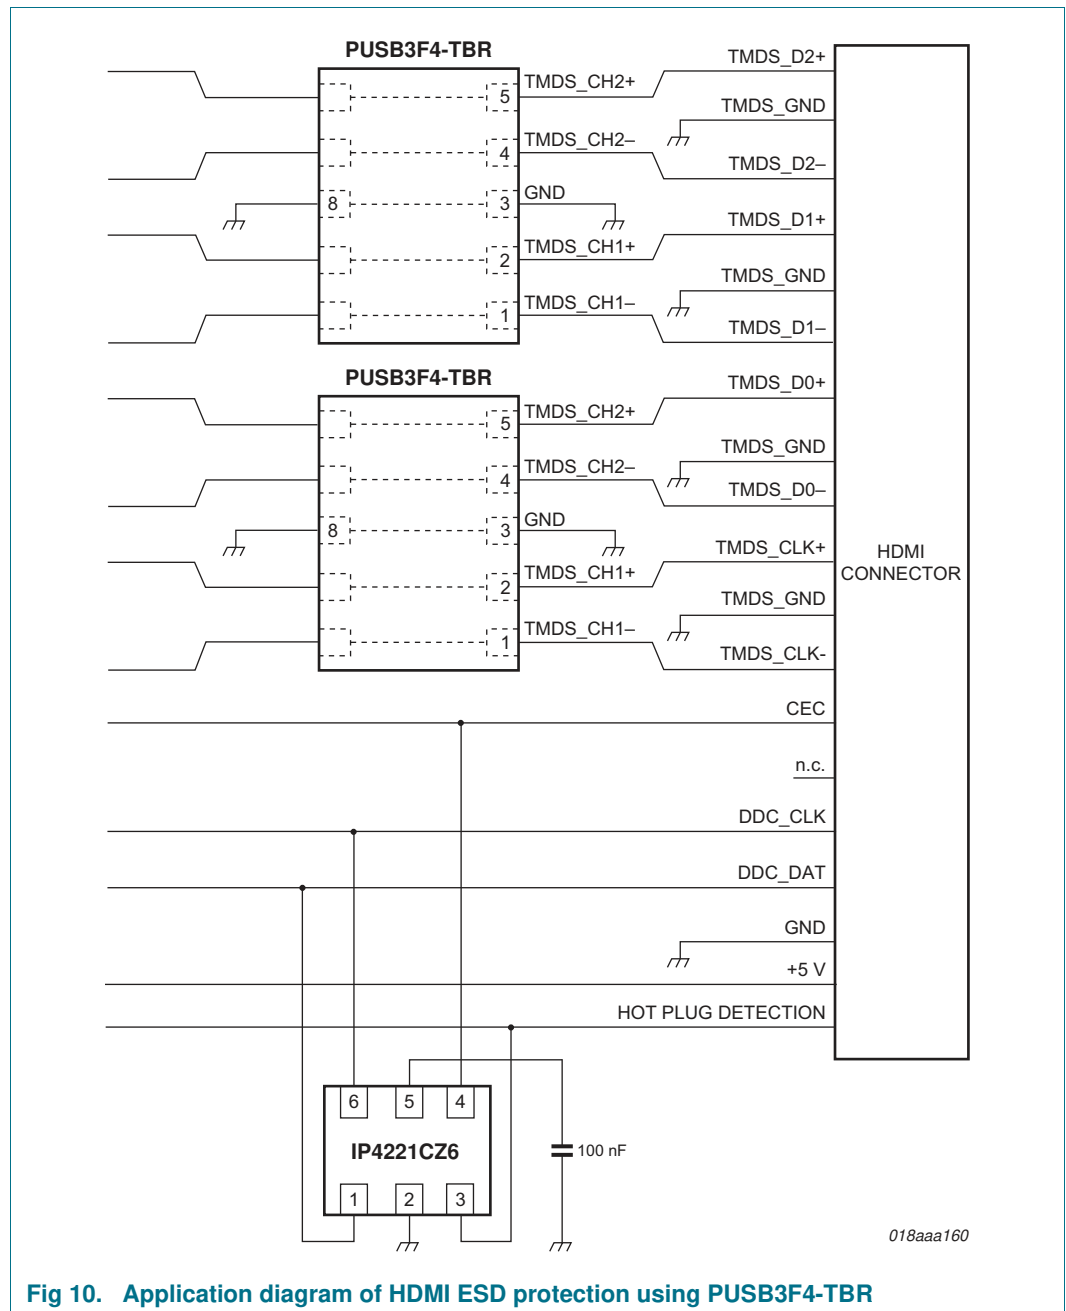 PUSB3F4-TBR
TMDS_D2+
5 TMDS_CH2+
TMDS_GND
4 TMDS_CH2–
TMDS_D2–
8 3 GND
TMDS_D1+
2 TMDS_CH1+
TMDS_GND
1 TMDS_CH1–
TMDS_D1–
PUSB3F4-TBR
TMDS_D0+
5 TMDS_CH2+
TMDS_GND
4 TMDS_CH2–
TMDS_D0–
8 3 GND
TMDS_CLK+
2 TMDS_CH1+
TMDS_GND
1 TMDS_CH1–
TMDS_CLK-
HDMI
CONNECTOR
CEC
n.c.
DDC_CLK
DDC_DAT
GND
+5 V
HOT PLUG DETECTION
6 5 4
IP4221CZ6
100 nF
1 2 3
018aaa160
Fig 10. Application diagram of HDMI ESD protection using PUSB3F4-TBR